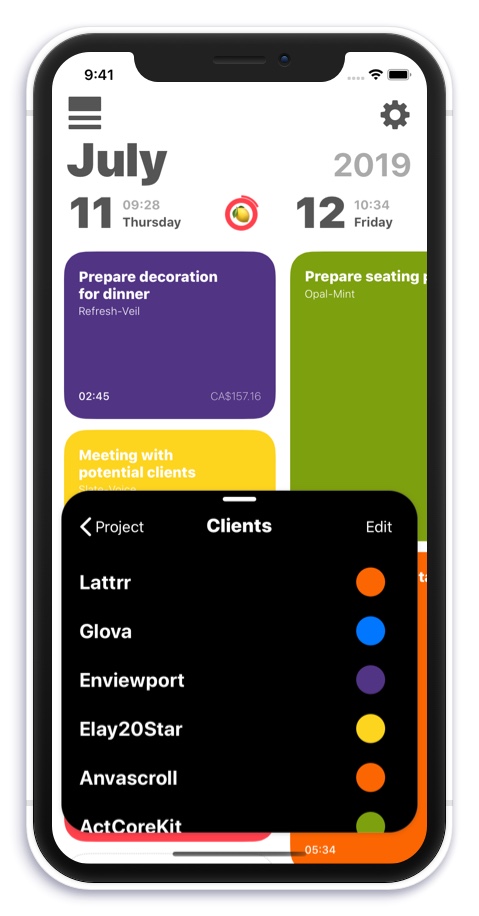 9:41
July
2019
11
09:28
Thursday
12
10:34
Friday
Prepare decoration
for dinner
Refresh-Veil
02:45
CA$157.16
Prepare seating
Opal-Mint
Meeting with
potential clients
Slate-Voice
Project
Clients
Edit
Lattrr
Glova
Enviewport
Elay20Star
Anvascroll
ActCoreKit
05:34